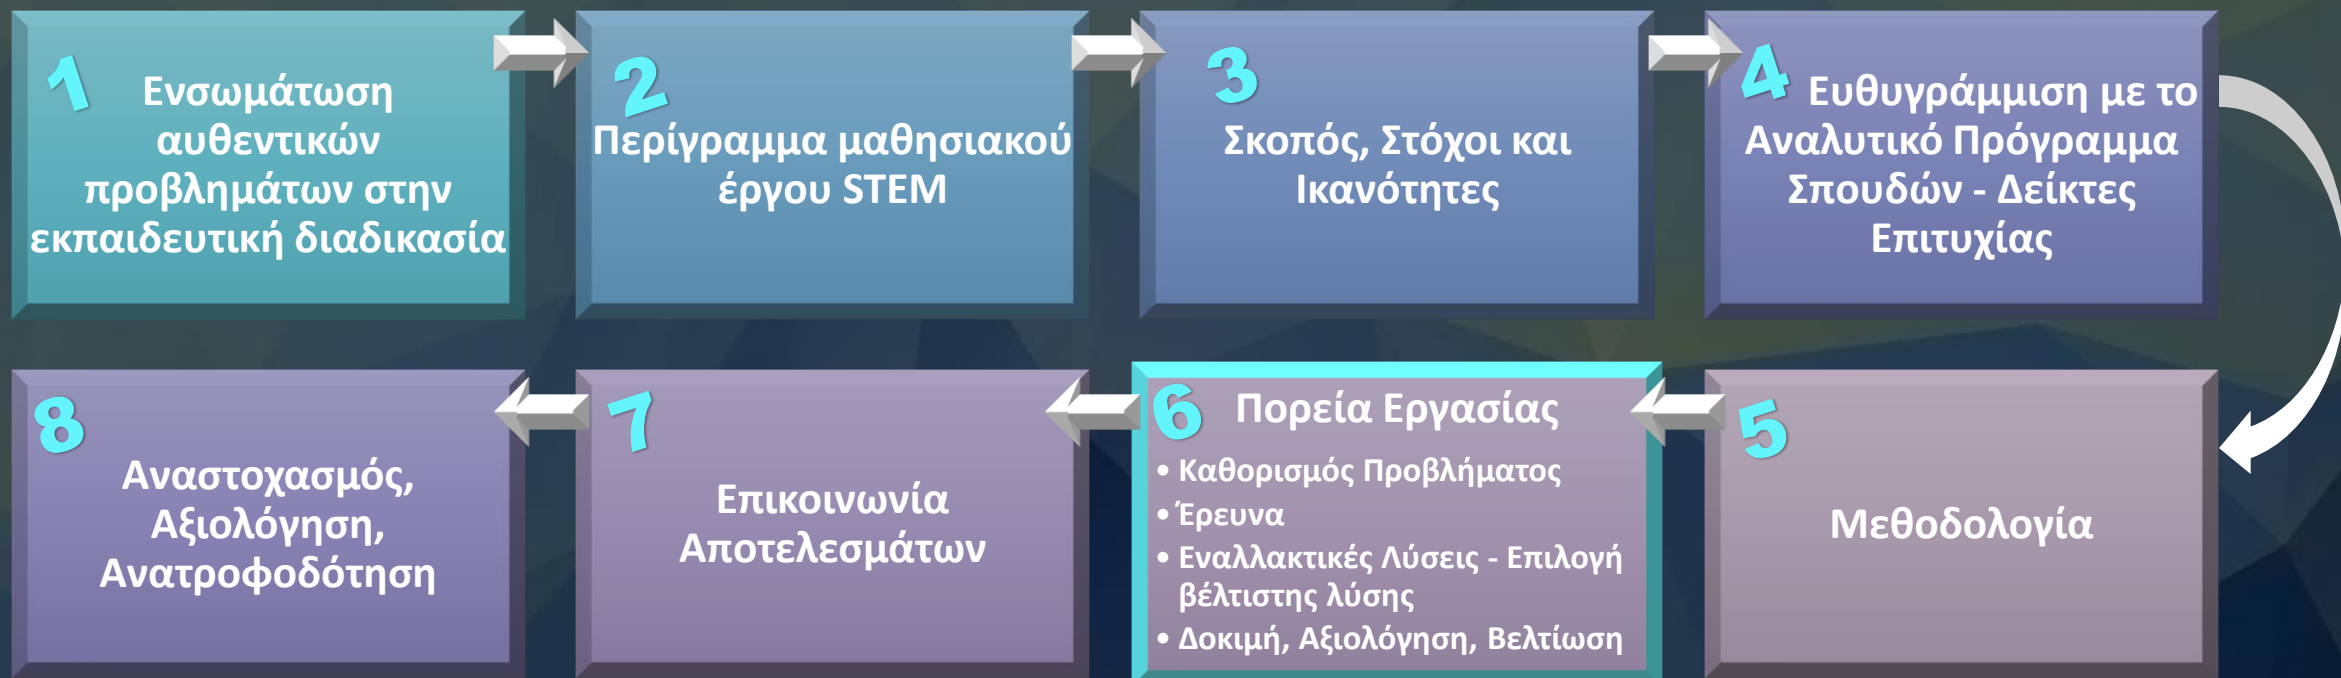 1
Ενσωμάτωση
αυθεντικών
προβλημάτων στην
εκπαιδευτική διαδικασία
2
Περίγραμμα μαθησιακού
έργου STEM
3
Σκοπός, Στόχοι και
Ικανότητες
4
Ευθυγράμμιση με το
Αναλυτικό Πρόγραμμα
Σπουδών - Δείκτες
Επιτυχίας
5
Μεθοδολογία
6
Πορεία Εργασίας
• Καθορισμός Προβλήματος
• Έρευνα
• Εναλλακτικές Λύσεις - Επιλογή
βέλτιστης λύσης
• Δοκιμή, Αξιολόγηση, Βελτίωση
7
Επικοινωνία
Αποτελεσμάτων
8
Αναστοχασμός,
Αξιολόγηση,
Ανατροφοδότηση